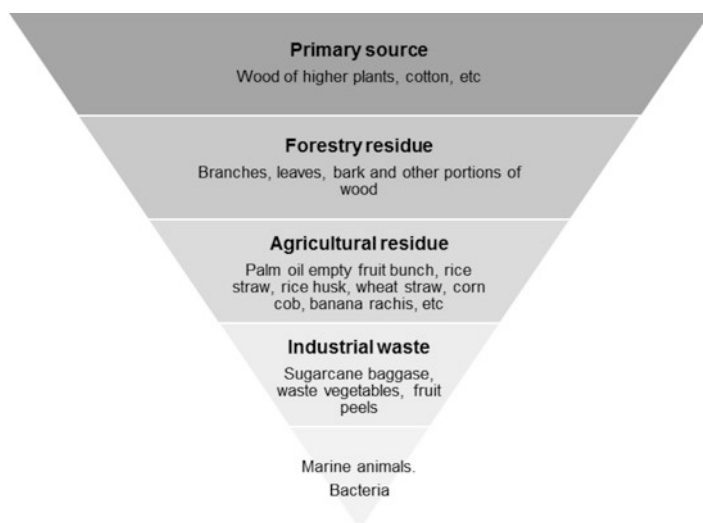 Primary source
Wood of higher plants, cotton, etc
Forestry residue
Branches, leaves, bark and other portions of
wood
Agricultural residue
Palm oil empty fruit bunch, rice
straw, rice husk, wheat straw, corn
cob, banana rachis, etc
Industrial waste
Sugarcane baggase,
waste vegetables, fruit
peels
Marine animals.
Bacteria